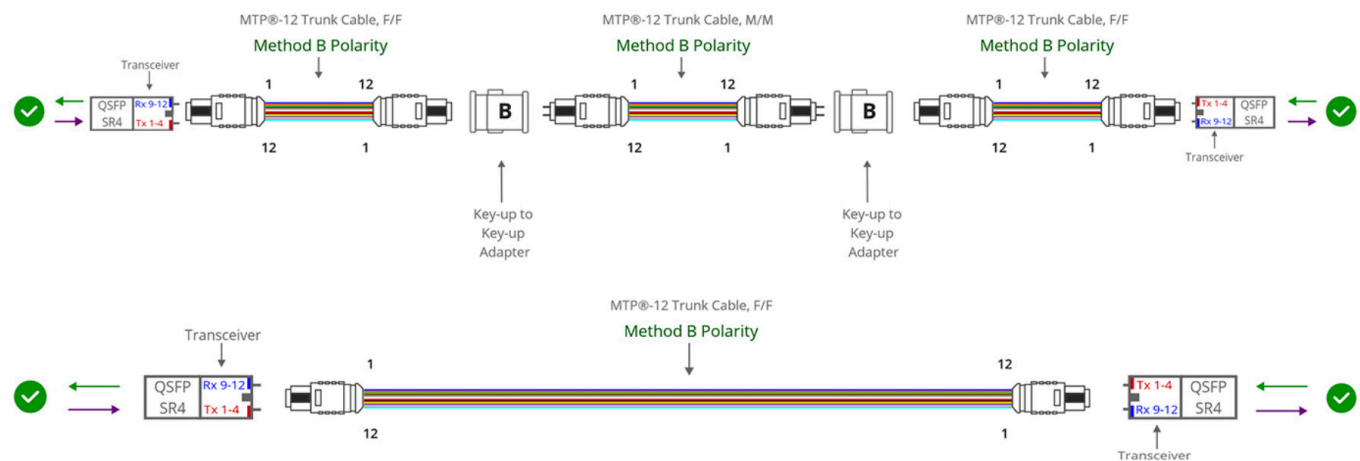 MTP®-12 Trunk Cable, F/F
Method B Polarity
MTP®-12 Trunk Cable, M/M
Method B Polarity
MTP®-12 Trunk Cable, F/F
Method B Polarity
Transceiver
1 12
1 12
1 12
QSFP SR4
Rx 9-12
Tx 1-4
B
B
Tx 1-4
Rx 9-12
QSFP SR4
12 1
12 1
12 1
Transceiver
Key-up to
Key-up
Adapter
Key-up to
Key-up
Adapter
MTP®-12 Trunk Cable, F/F
Method B Polarity
Transceiver
1 12
QSFP Rx 9-12
SR4 Tx 1-4
Tx 1-4 QSFP
Rx 9-12 SR4
12 1
Transceiver